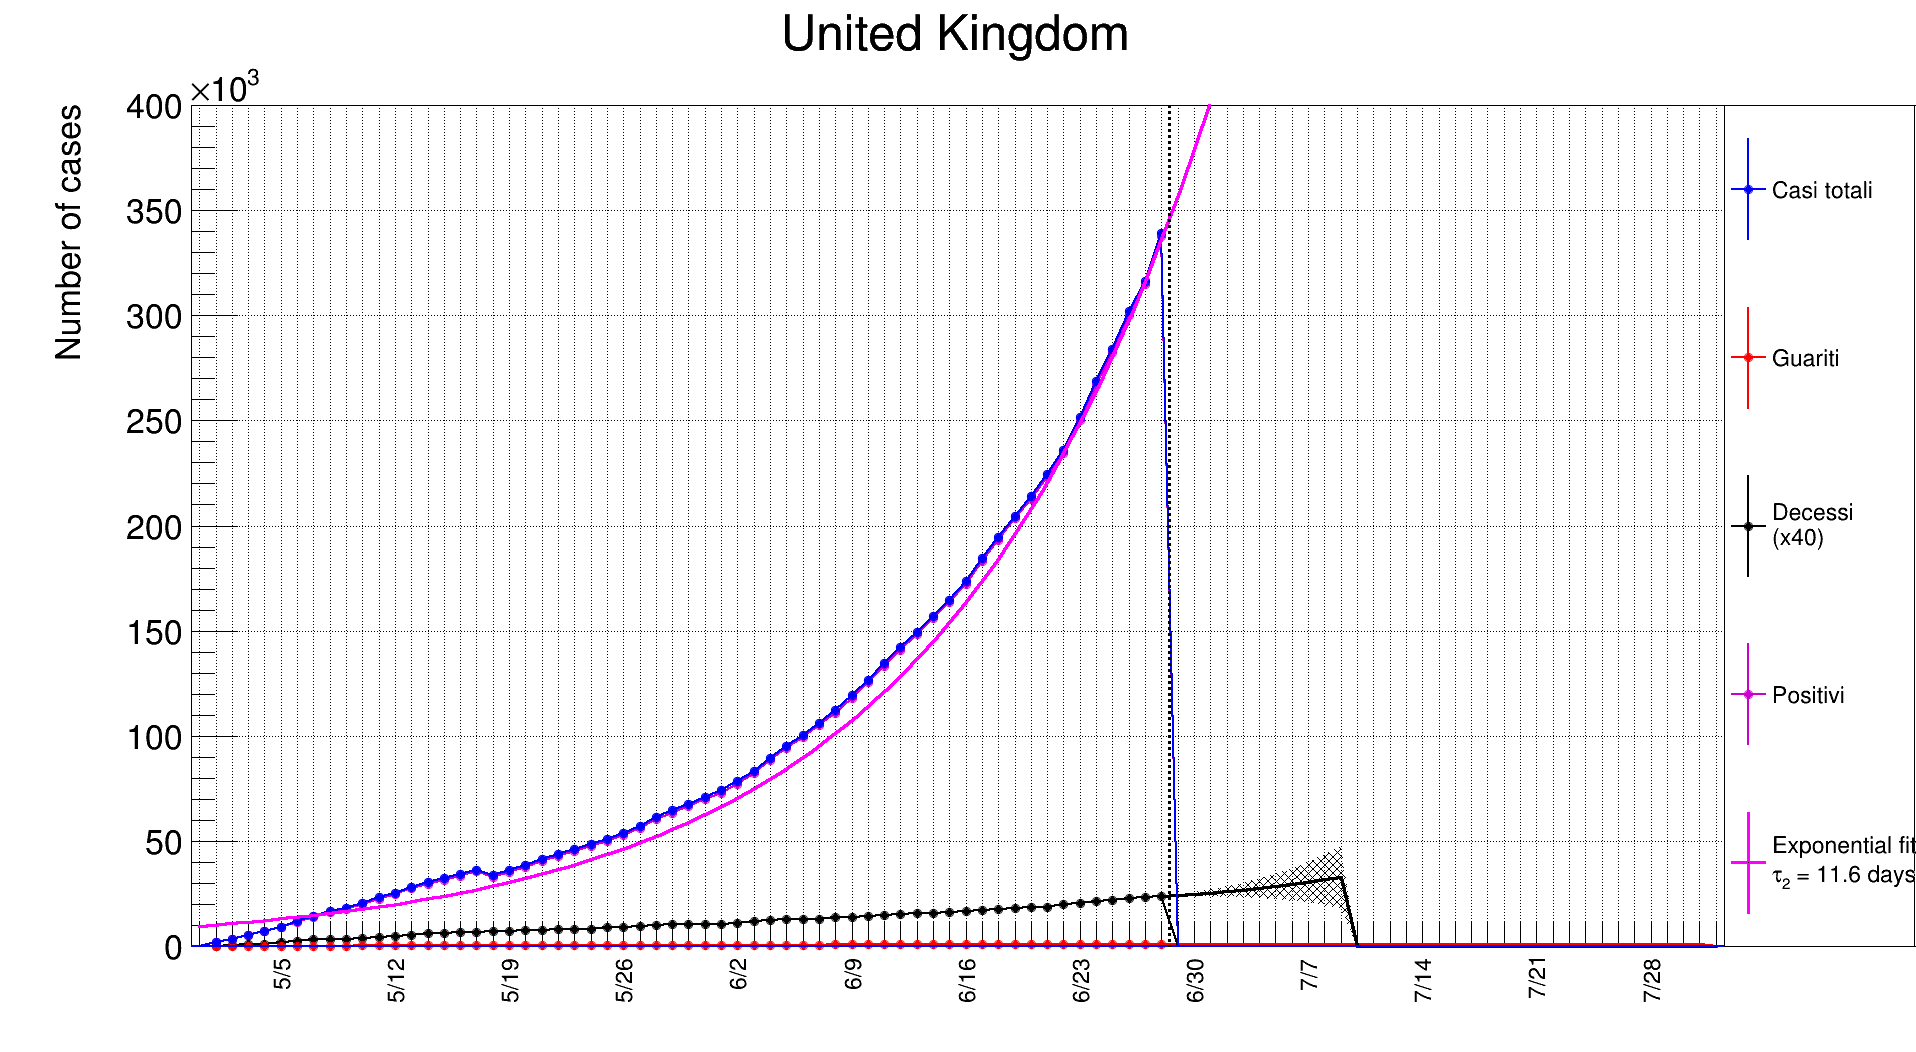 United Kingdom
×10³
Number of cases
400
350
300
250
200
150
100
50
0
5/5
5/12
5/19
5/26
6/2
6/9
6/16
6/23
6/30
7/7
7/14
7/21
7/28
Casi totali
Guariti
Decessi
(x40)
Positivi
Exponential fit
τ₂ = 11.6 days